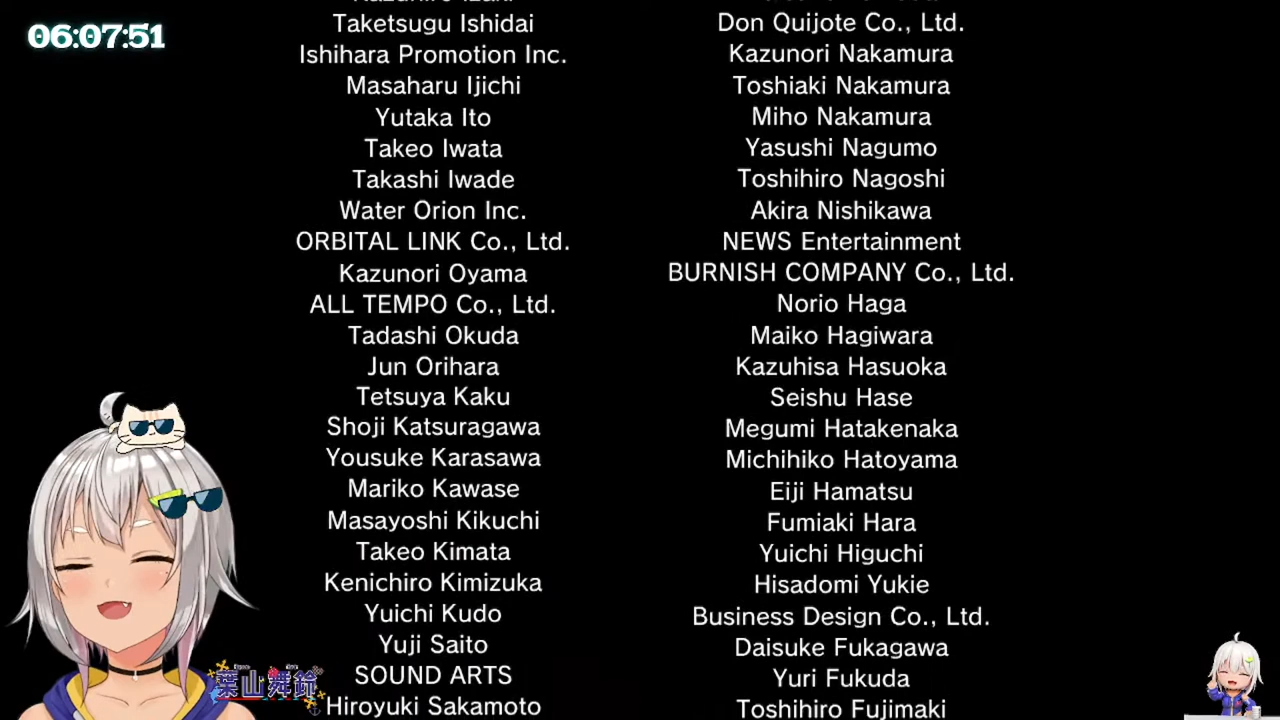 06:07:51
Taketsugu Ishidai
Ishihara Promotion Inc.
Masaharu Ijichi
Yutaka Ito
Takeo Iwata
Takashi Iwade
Water Orion Inc.
ORBITAL LINK Co., Ltd.
Kazunori Oyama
ALL TEMPO Co., Ltd.
Tadashi Okuda
Jun Orihara
Tetsuya Kaku
Shoji Katsuragawa
Yousuke Karasawa
Mariko Kawase
Masayoshi Kikuchi
Takeo Kimata
Kenichiro Kimizuka
Yuichi Kudo
Yuji Saito
SOUND ARTS
Hiroyuki Sakamoto
Don Quijote Co., Ltd.
Kazunori Nakamura
Toshiaki Nakamura
Miho Nakamura
Yasushi Nagumo
Toshihiro Nagoshi
Akira Nishikawa
NEWS Entertainment
BURNISH COMPANY Co., Ltd.
Norio Haga
Maiko Hagiwara
Kazuhisa Hasuoka
Seishu Hase
Megumi Hatakenaka
Michihiko Hatoyama
Eiji Hamatsu
Fumiaki Hara
Yuichi Higuchi
Hisadomi Yukie
Business Design Co., Ltd.
Daisuke Fukagawa
Yuri Fukuda
Toshihiro Fujimaki
葉山舞鈴